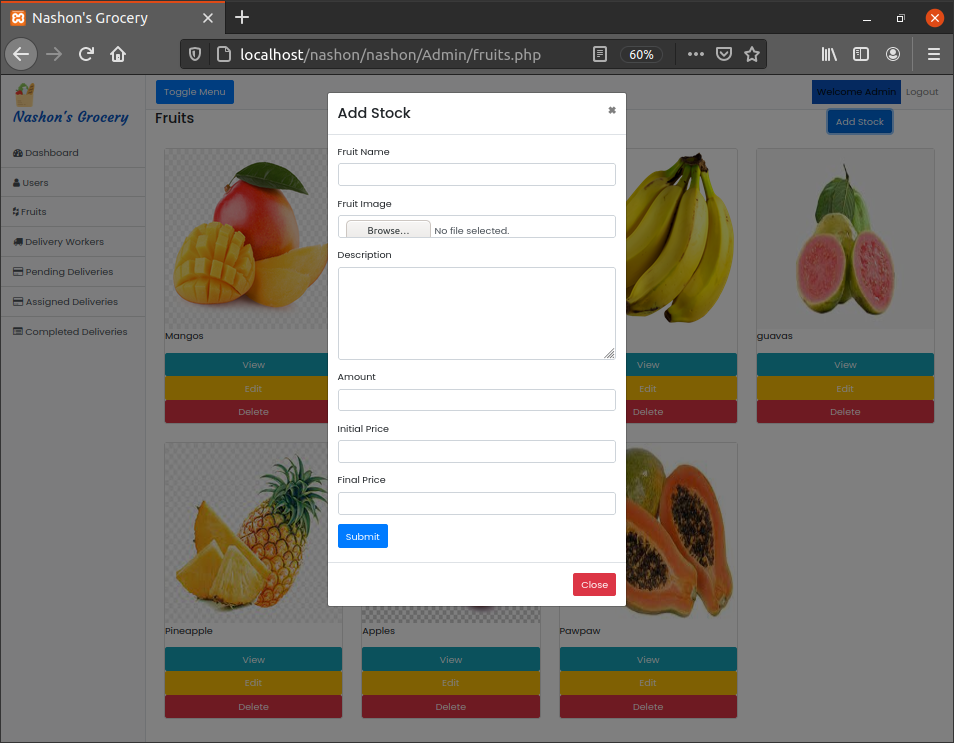 Nashon's Grocery
localhost/nashon/nashon/Admin/fruits.php
60%
Nashon's Grocery
Toggle Menu
Welcome Admin
Logout
Fruits
Add Stock
Dashboard
Users
Fruits
Delivery Workers
Pending Deliveries
Assigned Deliveries
Completed Deliveries
Add Stock
Fruit Name
Fruit Image
Browse...
No file selected.
Description
Amount
Initial Price
Final Price
Submit
Close
Mangos
View
Edit
Delete
View
Edit
Delete
guavas
View
Edit
Delete
Pineapple
View
Edit
Delete
Apples
View
Edit
Delete
Pawpaw
View
Edit
Delete